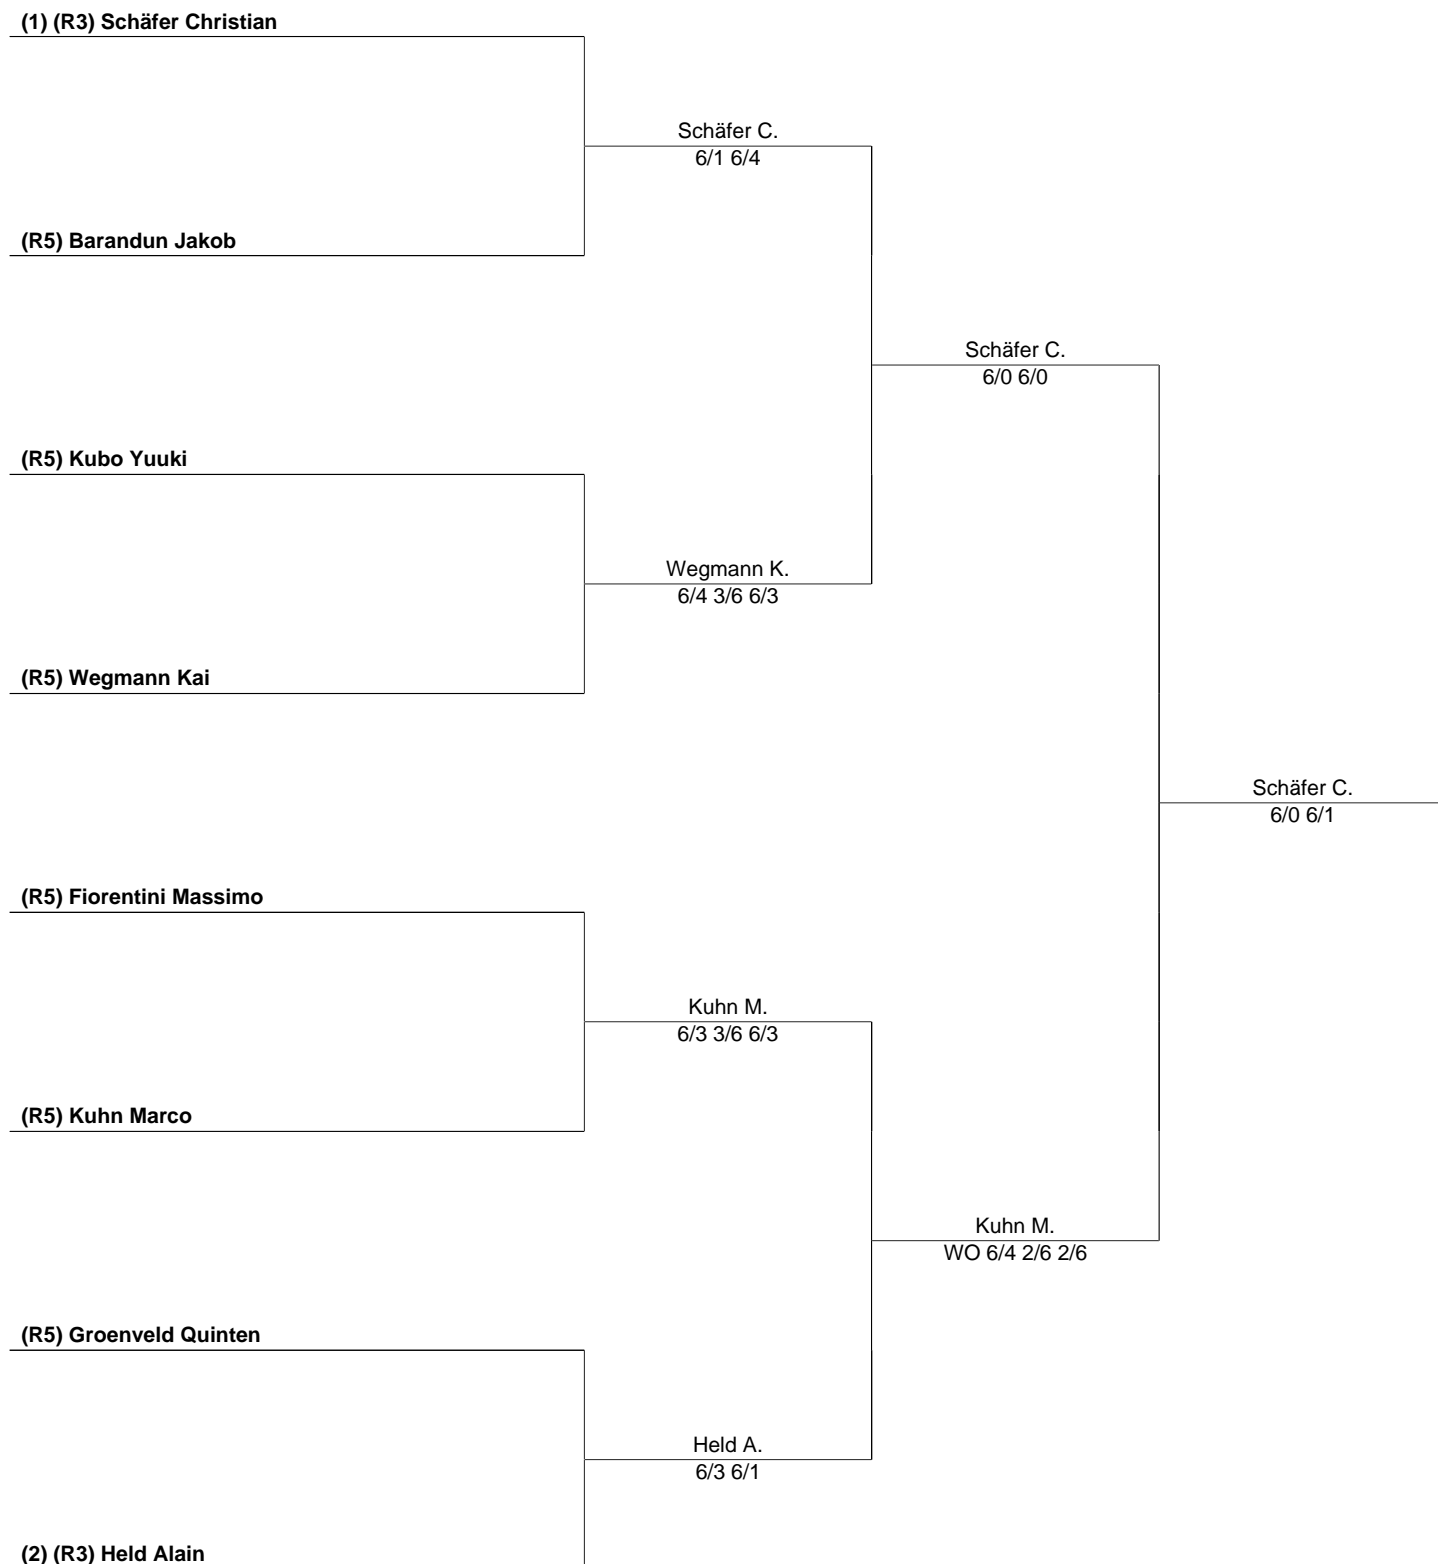 (1) (R3) Schäfer Christian
Schäfer C.
6/1 6/4
(R5) Barandun Jakob
Schäfer C.
6/0 6/0
(R5) Kubo Yuuki
Wegmann K.
6/4 3/6 6/3
(R5) Wegmann Kai
Schäfer C.
6/0 6/1
(R5) Fiorentini Massimo
Kuhn M.
6/3 3/6 6/3
(R5) Kuhn Marco
Kuhn M.
WO 6/4 2/6 2/6
(R5) Groenveld Quinten
Held A.
6/3 6/1
(2) (R3) Held Alain